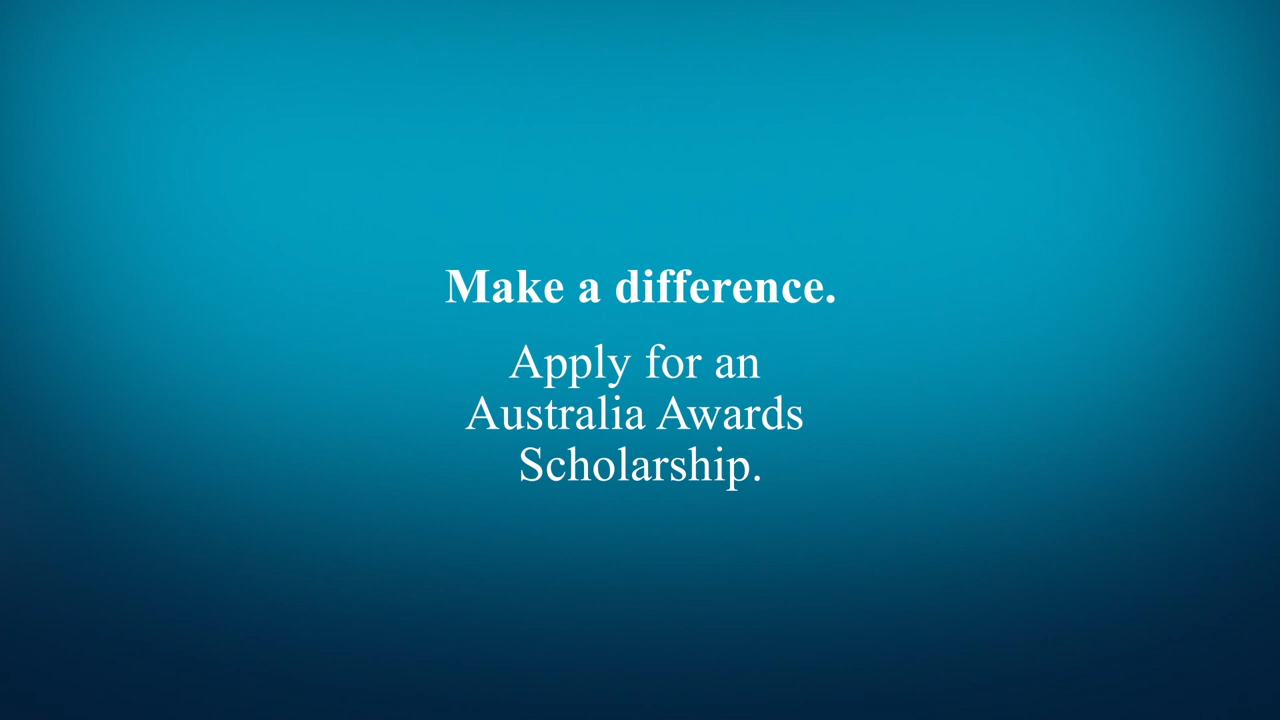 Make a difference.
Apply for an
Australia Awards
Scholarship.